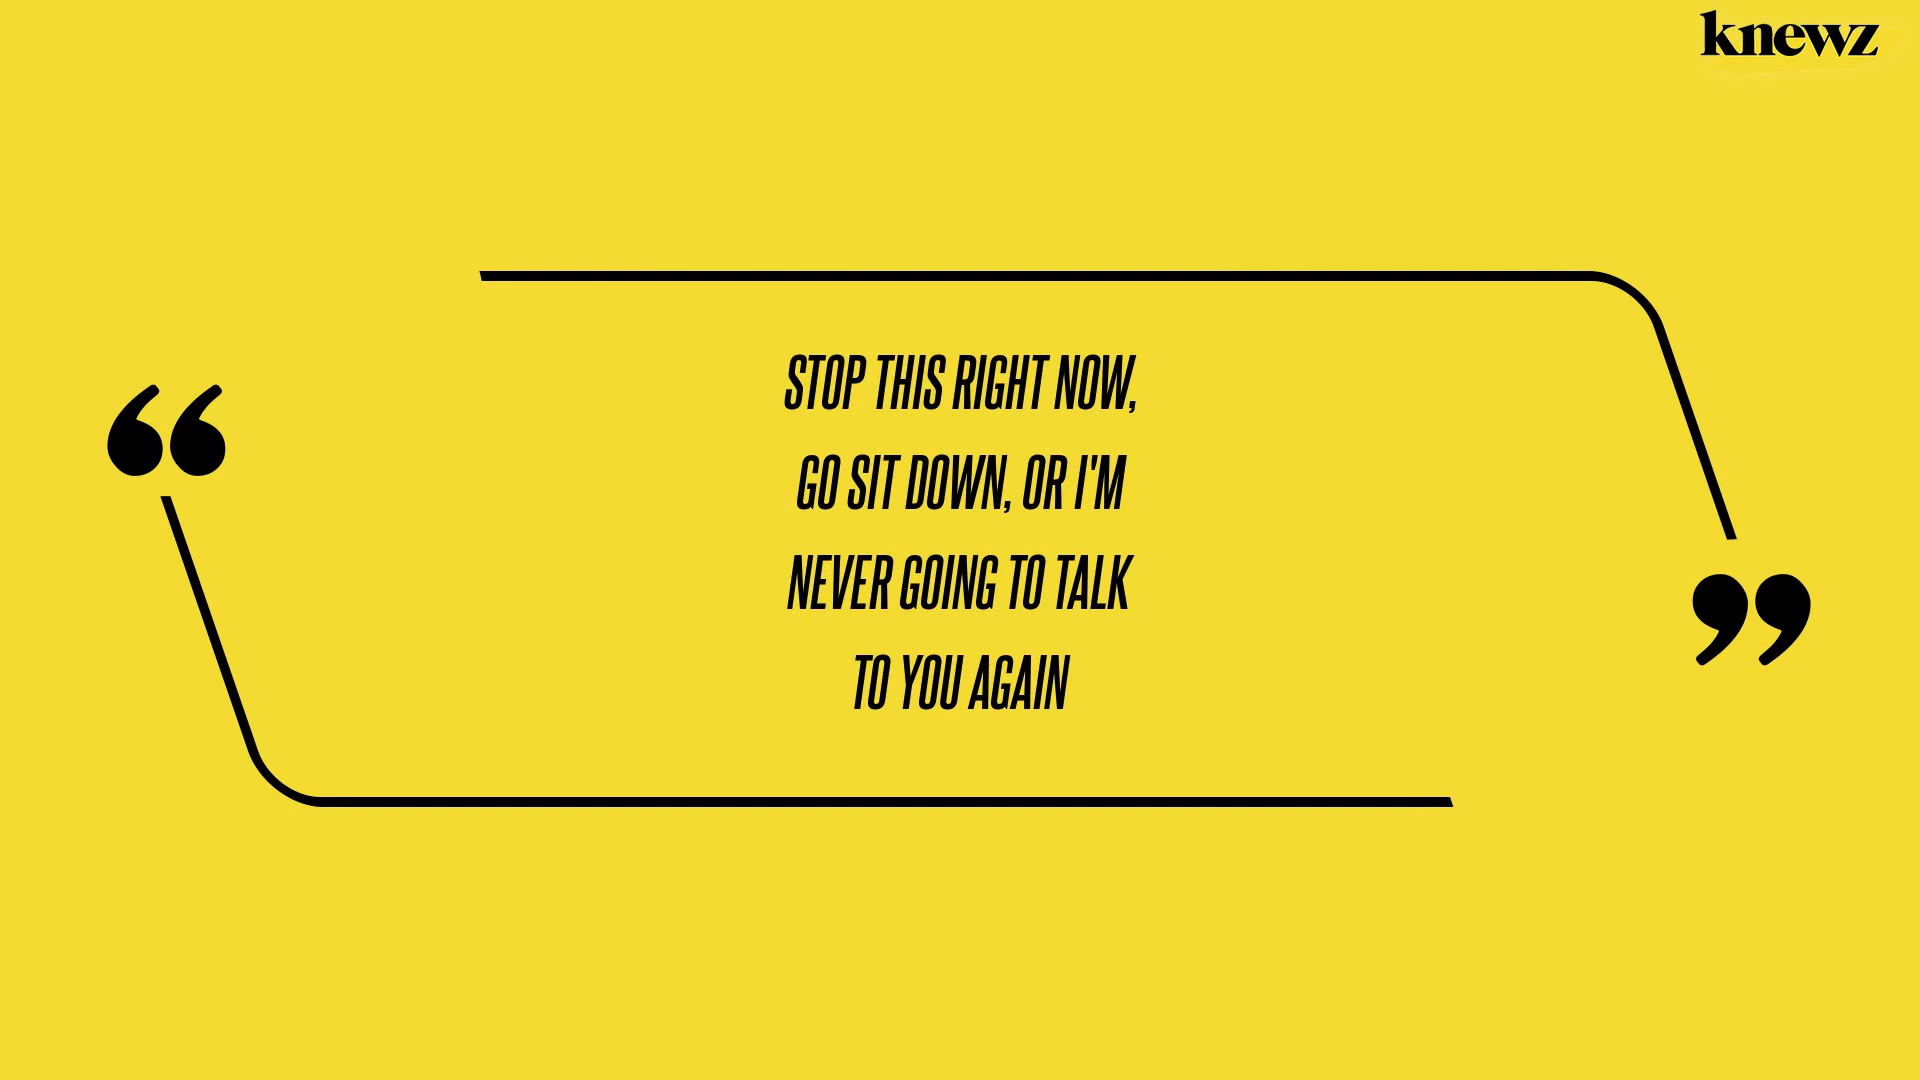 knewz
“
STOP THIS RIGHT NOW,
GO SIT DOWN, OR I'M
NEVER GOING TO TALK
TO YOU AGAIN
”